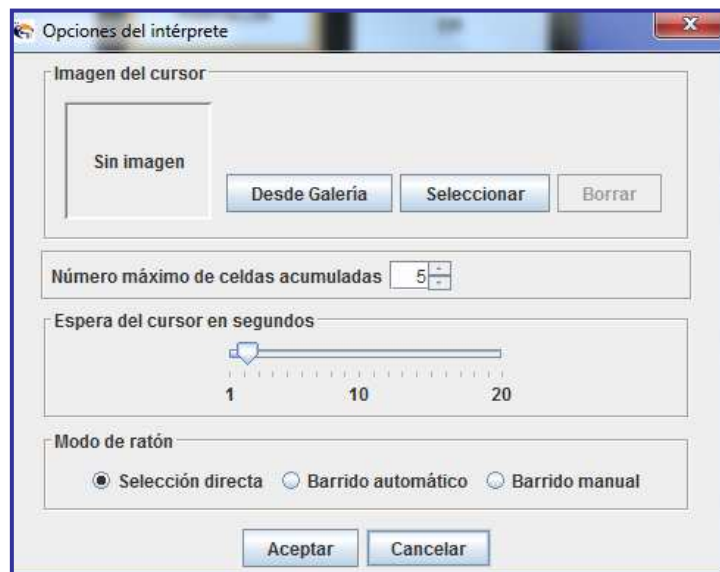 Opciones del intérprete
Imagen del cursor
Sin imagen
Desde Galería Seleccionar Borrar
Número máximo de celdas acumuladas 5
Espera del cursor en segundos
1 10 20
Modo de ratón
Selección directa Barrido automático Barrido manual
Aceptar Cancelar